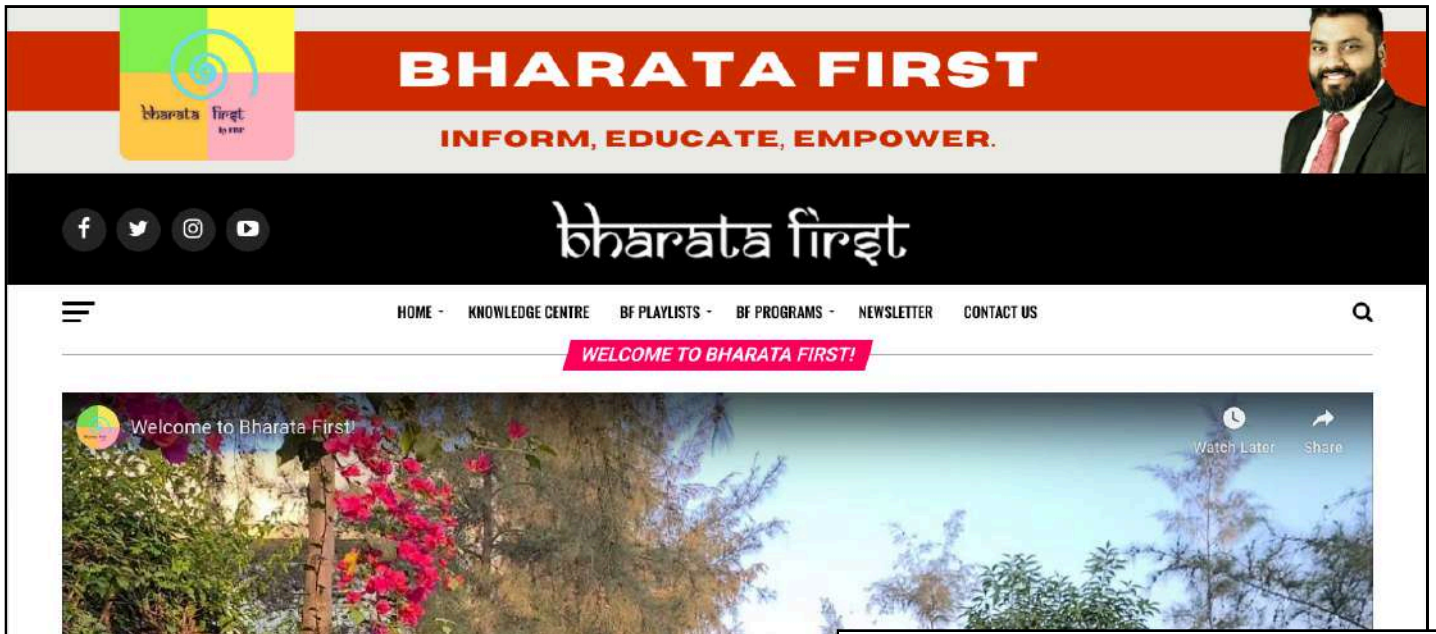 BHARATA FIRST
bharata first
INFORM, EDUCATE, EMPOWER.
bharata first
HOME KNOWLEDGE CENTRE BF PLAYLISTS BF PROGRAMS NEWSLETTER CONTACT US
WELCOME TO BHARATA FIRST!
Welcome to Bharata First!
Watch Later Share